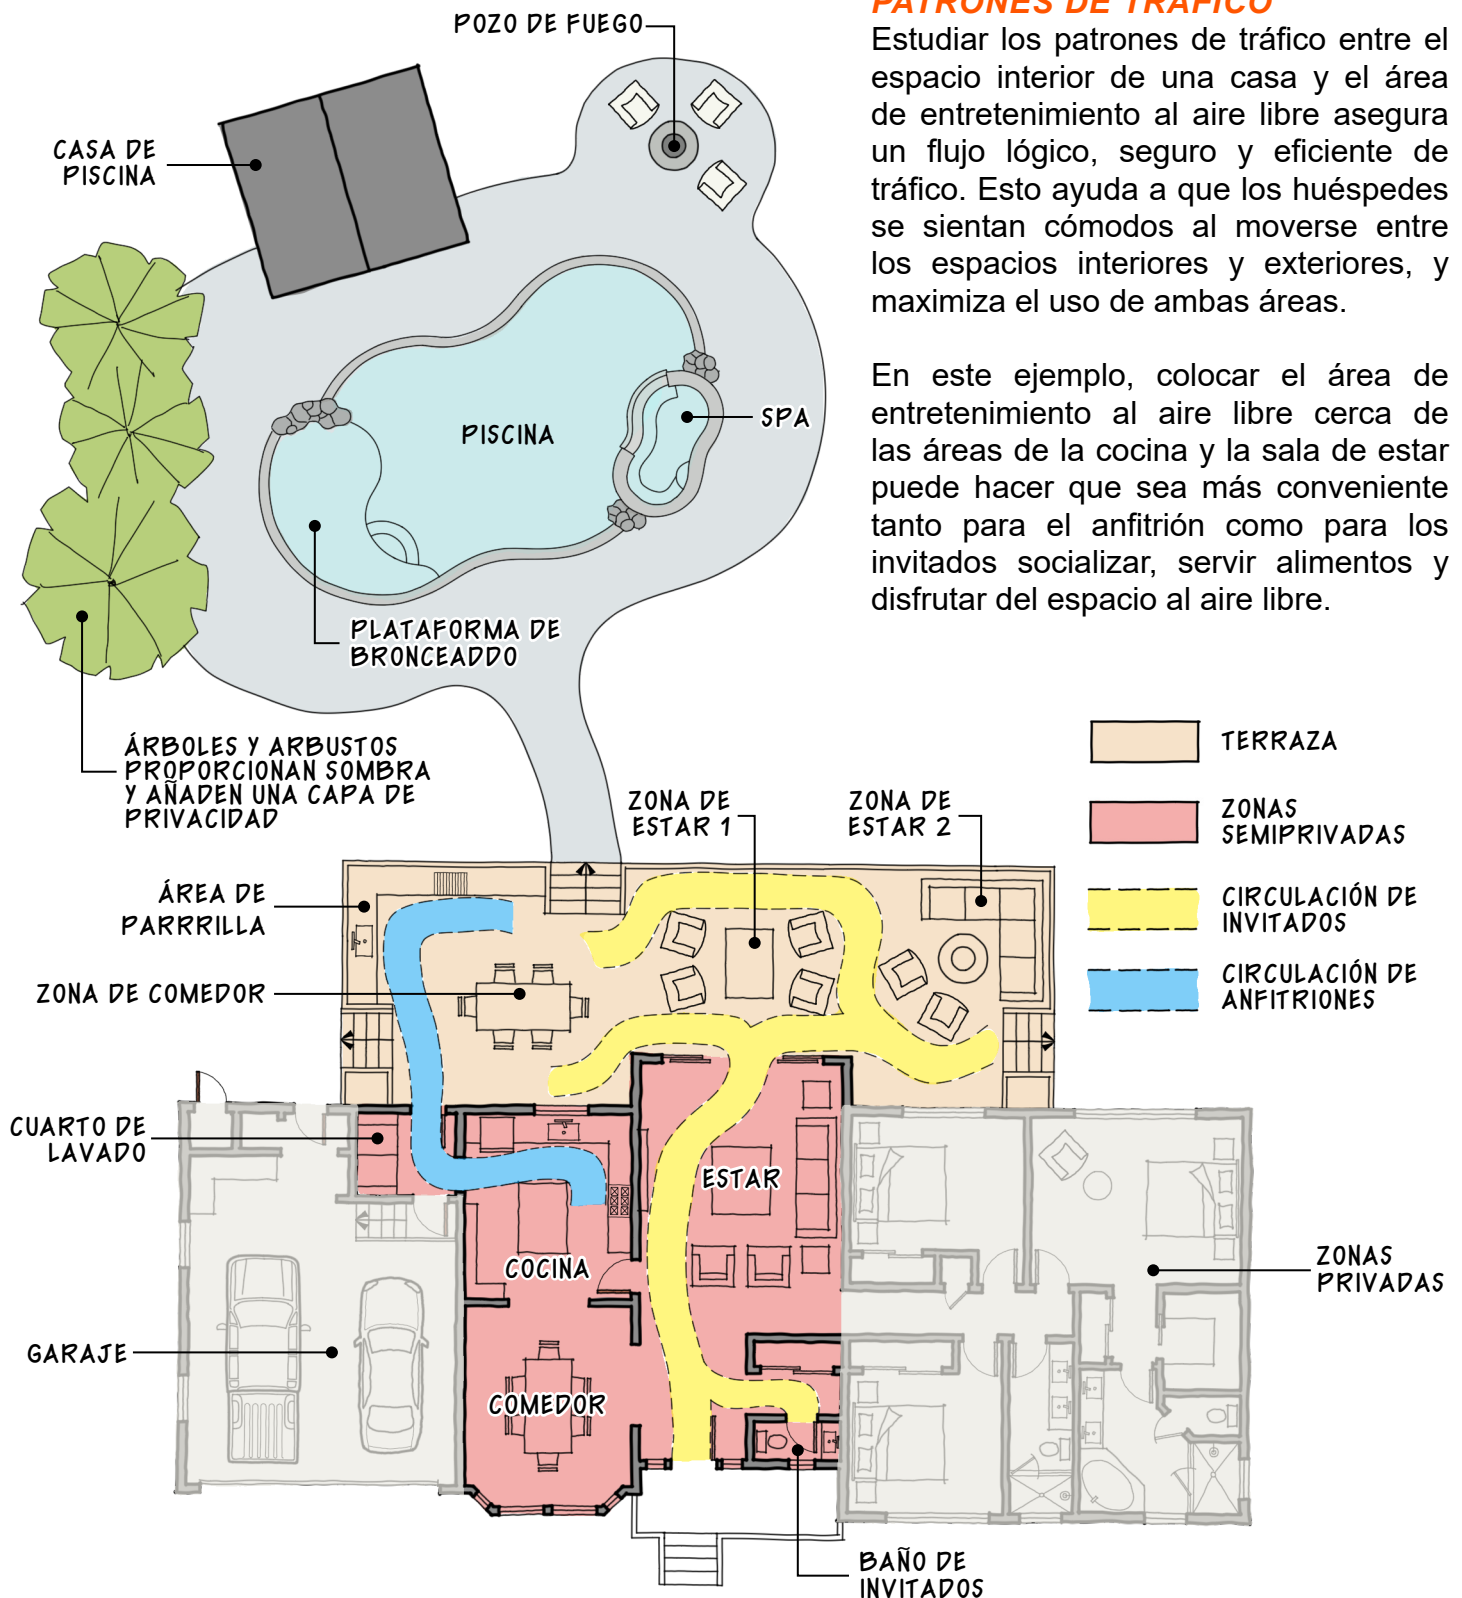 PATRONES DE TRÁFICO
Estudiar los patrones de tráfico entre el
espacio interior de una casa y el área
de entretenimiento al aire libre asegura
un flujo lógico, seguro y eficiente de
tráfico. Esto ayuda a que los huéspedes
se sientan cómodos al moverse entre
los espacios interiores y exteriores, y
maximiza el uso de ambas áreas.
En este ejemplo, colocar el área de
entretenimiento al aire libre cerca de
las áreas de la cocina y la sala de estar
puede hacer que sea más conveniente
tanto para el anfitrión como para los
invitados socializar, servir alimentos y
disfrutar del espacio al aire libre.
POZO DE FUEGO
CASA DE
PISCINA
PISCINA
SPA
PLATAFORMA DE
BRONCEADDO
ÁRBOLES Y ARBUSTOS
PROPORCIONAN SOMBRA
Y AÑADEN UNA CAPA DE
PRIVACIDAD
TERRAZA
ZONAS
SEMIPRIVADAS
CIRCULACIÓN DE
INVITADOS
CIRCULACIÓN DE
ANFITRIONES
ZONA DE
ESTAR 1
ZONA DE
ESTAR 2
ÁREA DE
PARRRILLA
ZONA DE COMEDOR
CUARTO DE
LAVADO
ESTAR
COCINA
ZONAS
PRIVADAS
GARAJE
COMEDOR
BAÑO DE
INVITADOS